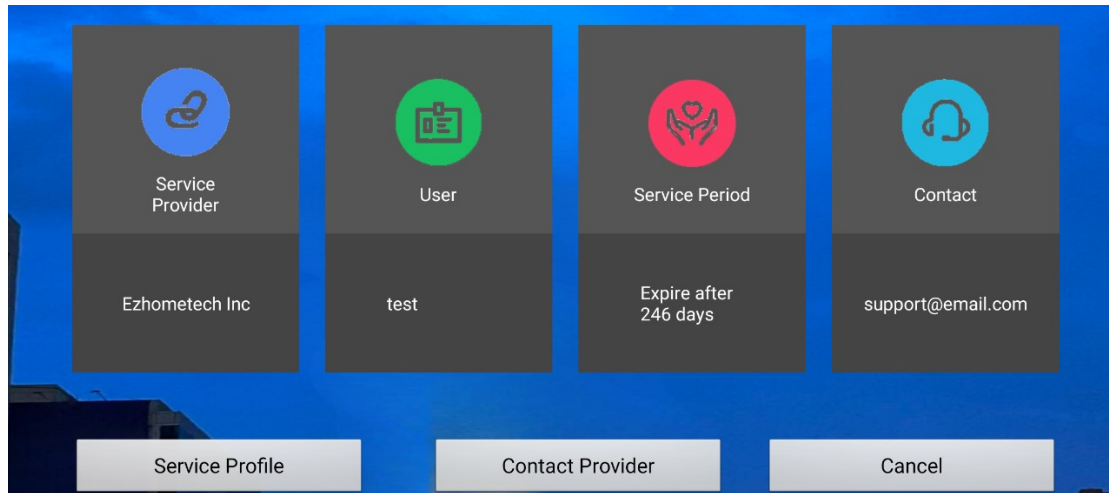 Service
Provider
User
Service Period
Contact
Ezhometech Inc
test
Expire after
246 days
support@email.com
Service Profile
Contact Provider
Cancel